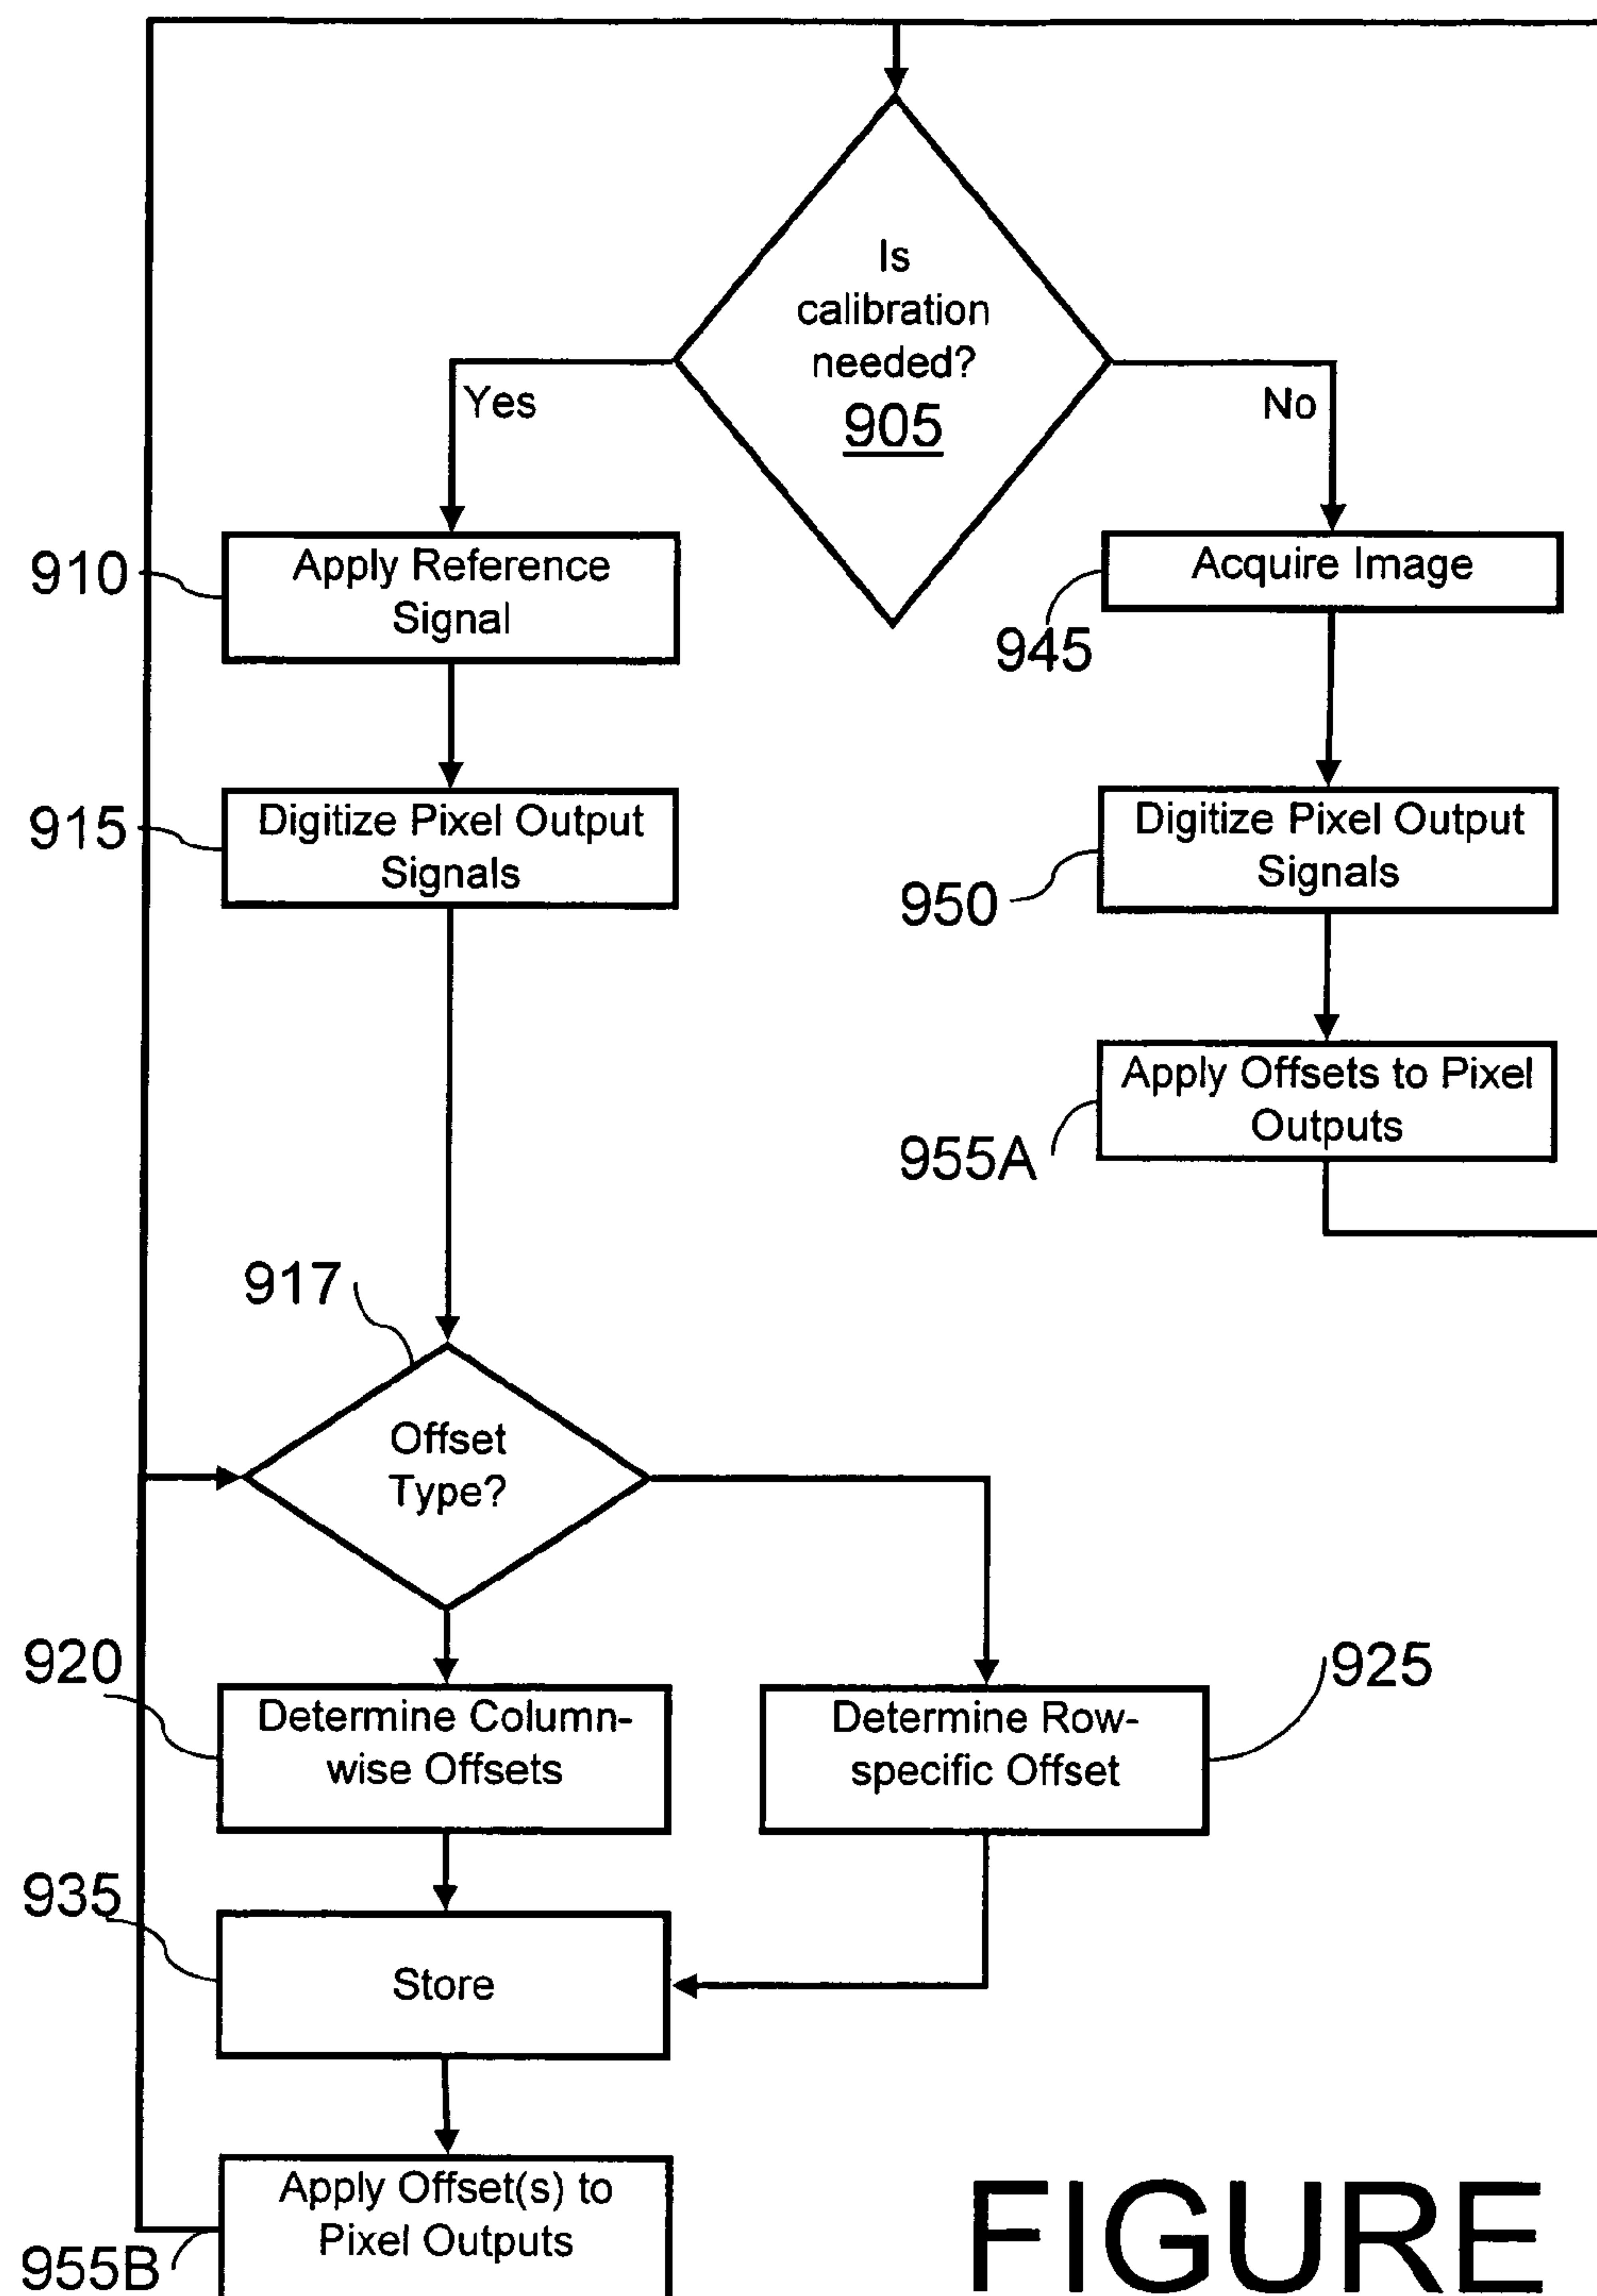 Is
calibration
needed?
905
Yes
No
910
Apply Reference
Signal
Acquire Image
945
915
Digitize Pixel Output
Signals
Digitize Pixel Output
Signals
950
Apply Offsets to Pixel
Outputs
955A
917
Offset
Type?
920
Determine Column-
wise Offsets
Determine Row-
specific Offset
925
935
Store
Apply Offset(s) to
Pixel Outputs
955B
FIGURE